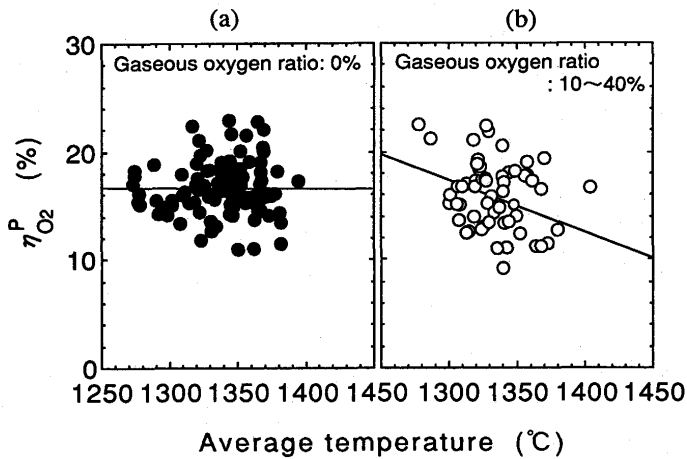 (a)
(b)
30
20
10
0
Gaseous oxygen ratio: 0%
Gaseous oxygen ratio
: 10～40%
η^P_O2 (%)
1250 1300 1350 1400 1450
1300 1350 1400 1450
Average temperature (℃)